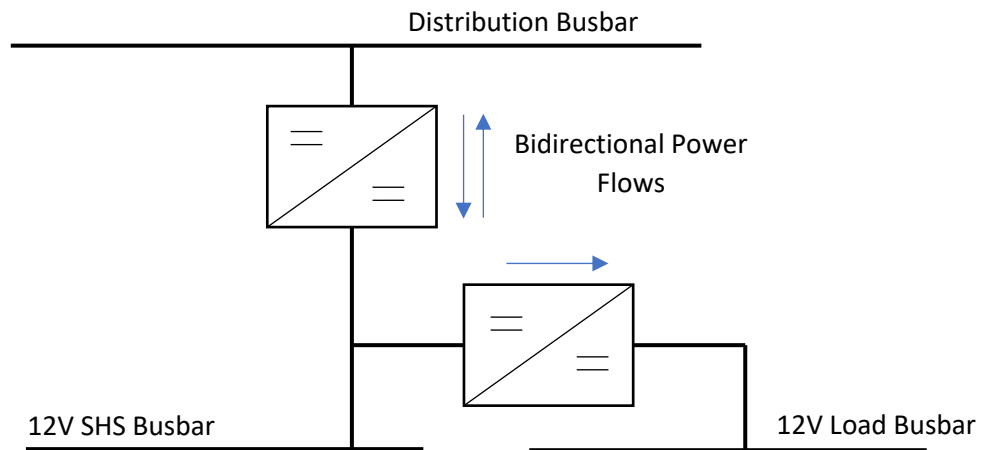 Distribution Busbar
Bidirectional Power
Flows
12V SHS Busbar
12V Load Busbar